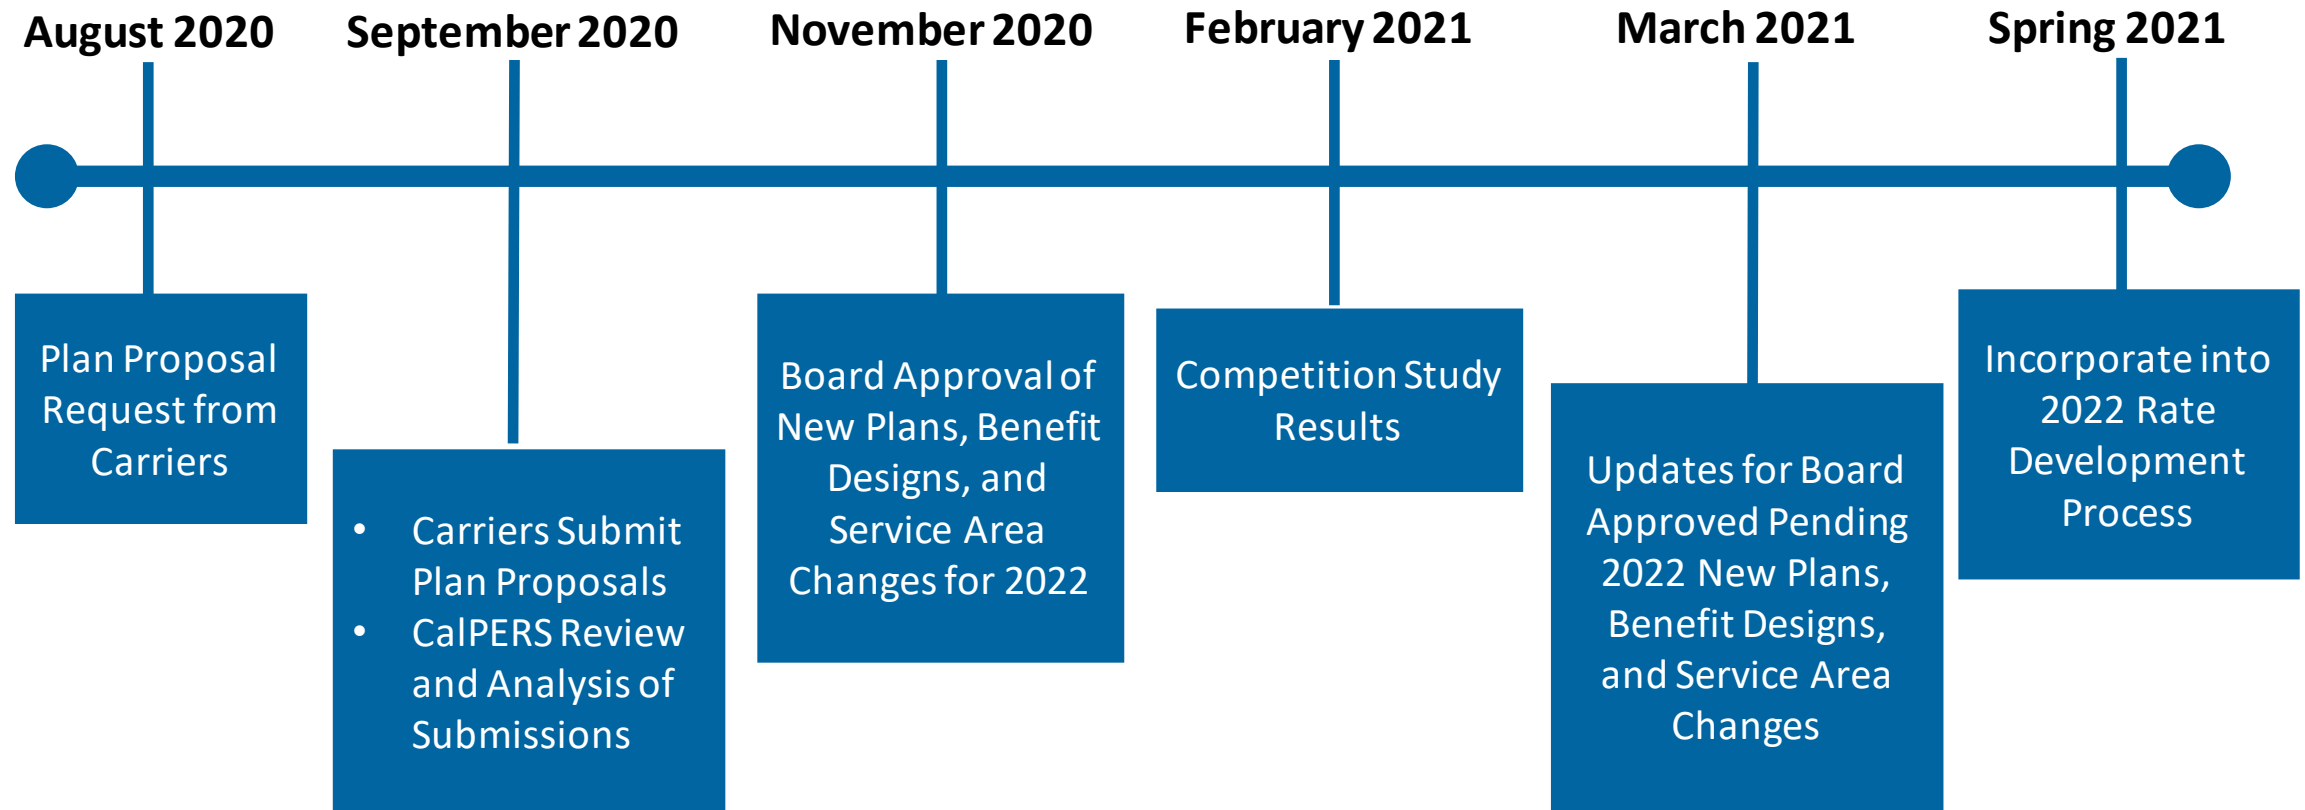 August 2020
September 2020
November 2020
February 2021
March 2021
Spring 2021
Plan Proposal
Request from
Carriers
• Carriers Submit
Plan Proposals
• CalPERS Review
and Analysis of
Submissions
Board Approval of
New Plans, Benefit
Designs, and
Service Area
Changes for 2022
Competition Study
Results
Updates for Board
Approved Pending
2022 New Plans,
Benefit Designs,
and Service Area
Changes
Incorporate into
2022 Rate
Development
Process